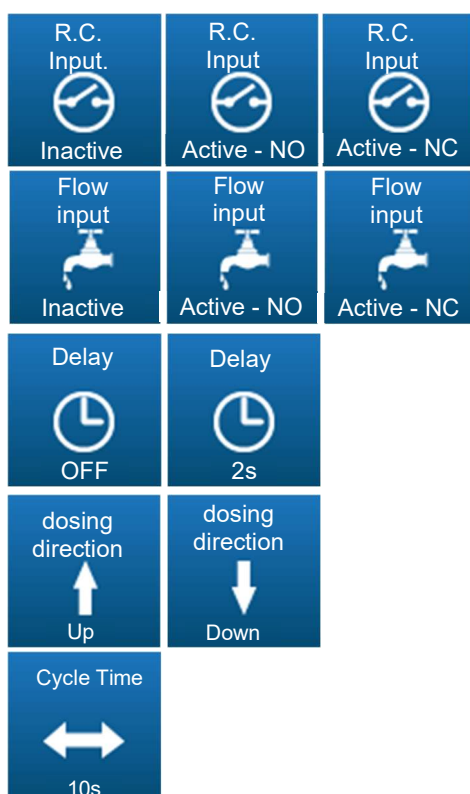 R.C.
Input.
Inactive
R.C.
Input
Active - NO
R.C.
Input
Active - NC
Flow
input
Inactive
Flow
input
Active - NO
Flow
input
Active - NC
Delay
OFF
Delay
2s
dosing
direction
Up
dosing
direction
Down
Cycle Time
10s